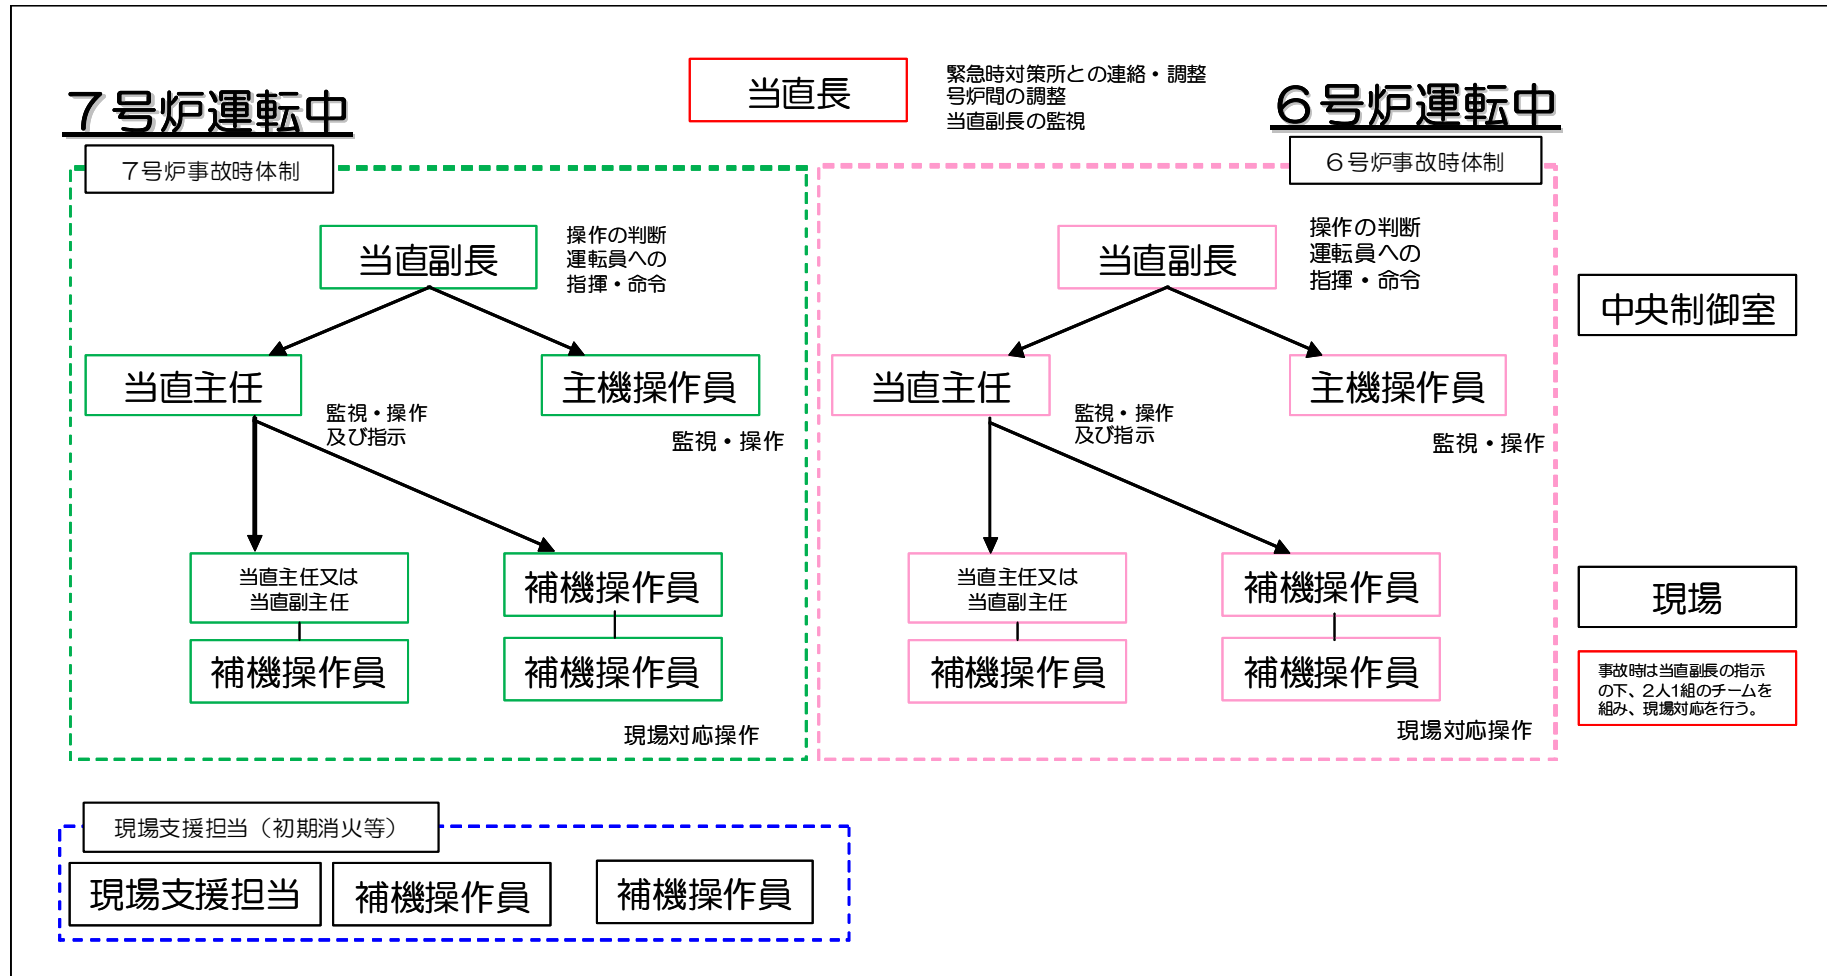 当直長
緊急時対策所との連絡・調整
号炉間の調整
当直副長の監視
７号炉運転中
６号炉運転中
７号炉事故時体制
当直副長
操作の判断
運転員への
指揮・命令
当直主任
主機操作員
監視・操作
及び指示
監視・操作
当直主任又は
当直副主任
補機操作員
補機操作員
補機操作員
現場対応操作
６号炉事故時体制
当直副長
操作の判断
運転員への
指揮・命令
当直主任
主機操作員
監視・操作
及び指示
監視・操作
当直主任又は
当直副主任
補機操作員
補機操作員
補機操作員
現場対応操作
中央制御室
現場
事故時は当直副長の指示
の下、２人１組のチームを
組み、現場対応を行う。
現場支援担当（初期消火等）
現場支援担当
補機操作員
補機操作員